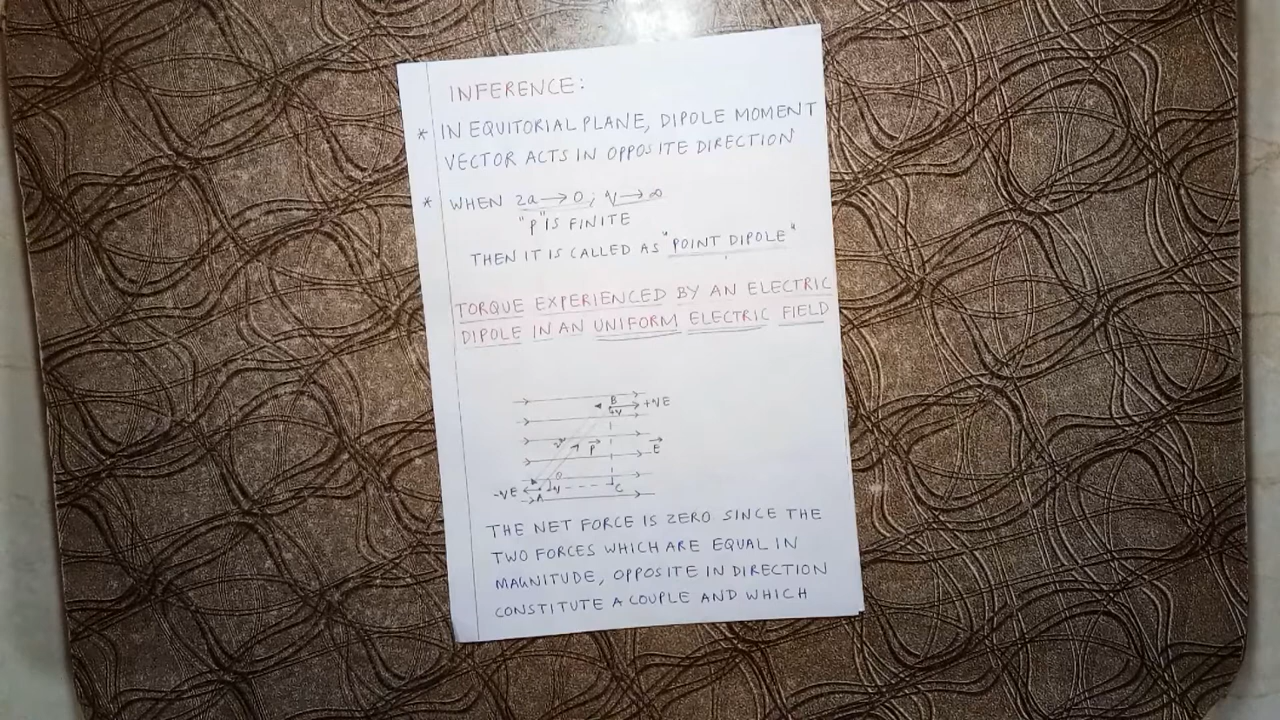 INFERENCE:
* IN EQUITORIAL PLANE, DIPOLE MOMENT
VECTOR ACTS IN OPPOSITE DIRECTION
* WHEN 2a → 0; q → ∞
"P" IS FINITE
THEN IT IS CALLED AS "POINT DIPOLE"
TORQUE EXPERIENCED BY AN ELECTRIC
DIPOLE IN AN UNIFORM ELECTRIC FIELD
B
+VE
P
E
-VE
A
C
THE NET FORCE IS ZERO SINCE THE
TWO FORCES WHICH ARE EQUAL IN
MAGNITUDE, OPPOSITE IN DIRECTION
CONSTITUTE A COUPLE AND WHICH